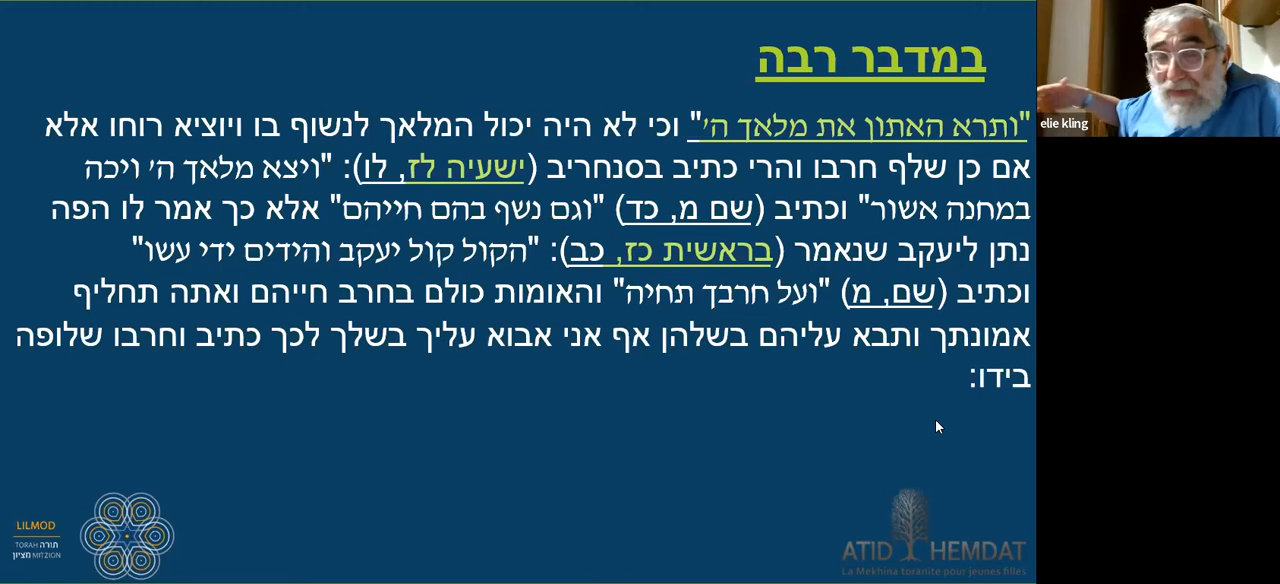 במדבר רבה
"ותרא האתון את מלאך ה'" וכי לא היה יכול המלאך לנשוף בו ויוציא רוחו אלא
אם כן שלף חרבו והרי כתיב בסנחריב (ישעיה לז, לו): "ויצא מלאך ה' ויכה
במחנה אשור" וכתיב (שם מ, כד) "וגם נשף בהם חייהם" אלא כך אמר לו הפה
נתן ליעקב שנאמר (בראשית כז, כב): "הקול קול יעקב והידים ידי עשו"
וכתיב (שם, מ) "ועל חרבך תחיה" והאומות כולם בחרב חייהם ואתה תחליף
אמונתך ותבא עליהם בשלהן אף אני אבוא עליך בשלך לכך כתיב וחרבו שלופה
בידו:
elie kling
LILMOD
TORAH תורה
MITZION מציון
ATID HEMDAT
La Mekhina toranite pour jeunes filles